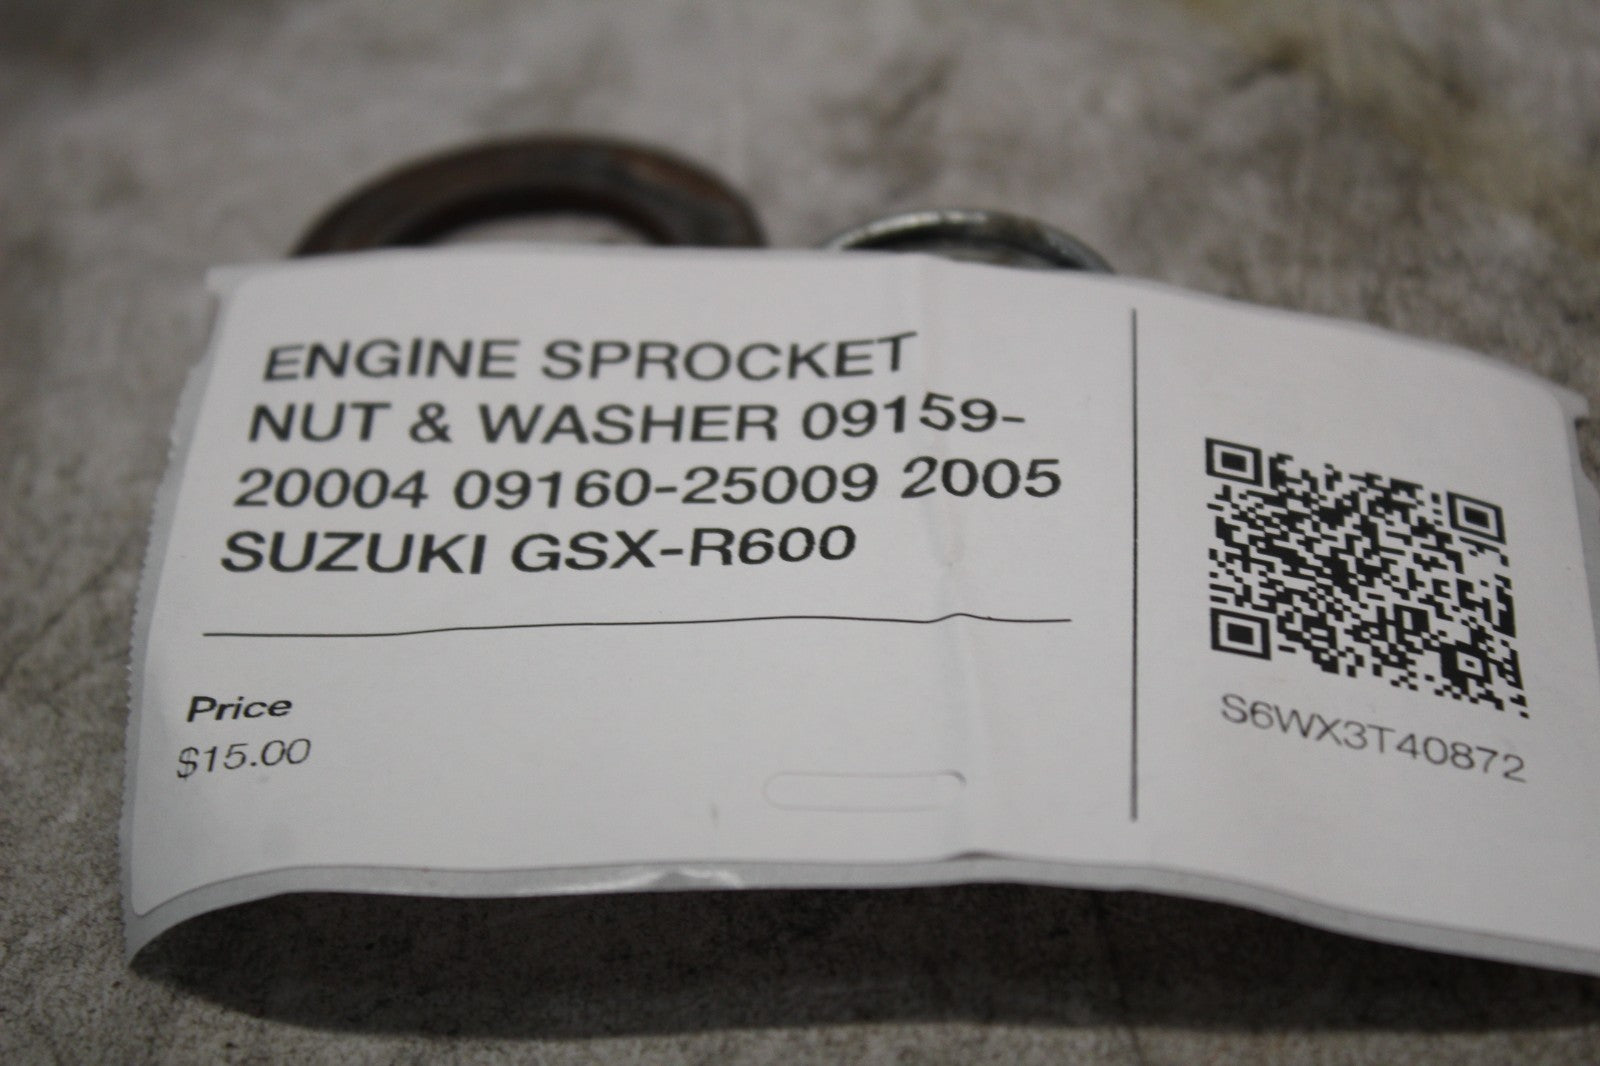 ENGINE SPROCKET
NUT & WASHER 09159-
20004 09160-25009 2005
SUZUKI GSX-R600
Price
$15.00
S6WX3T40872